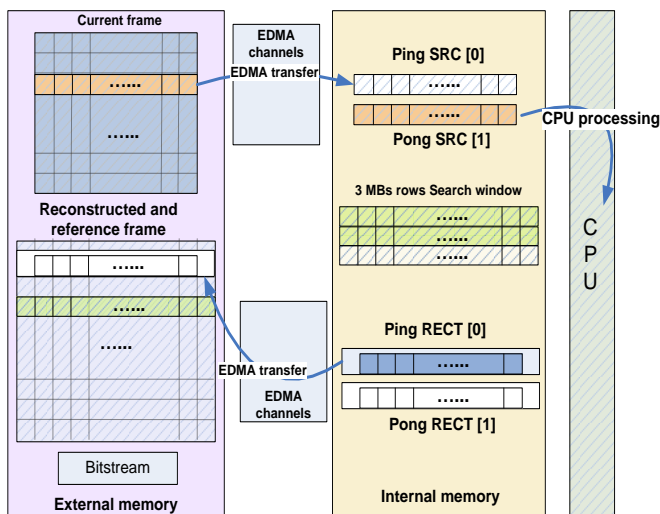 Current frame
……
……
Reconstructed and
reference frame
……
……
……
Bitstream
External memory
EDMA
channels
EDMA transfer
EDMA transfer
EDMA
channels
Ping SRC [0]
……
……
Pong SRC [1]
3 MBs rows Search window
……
……
……
Ping RECT [0]
……
……
Pong RECT [1]
Internal memory
CPU processing
C
P
U